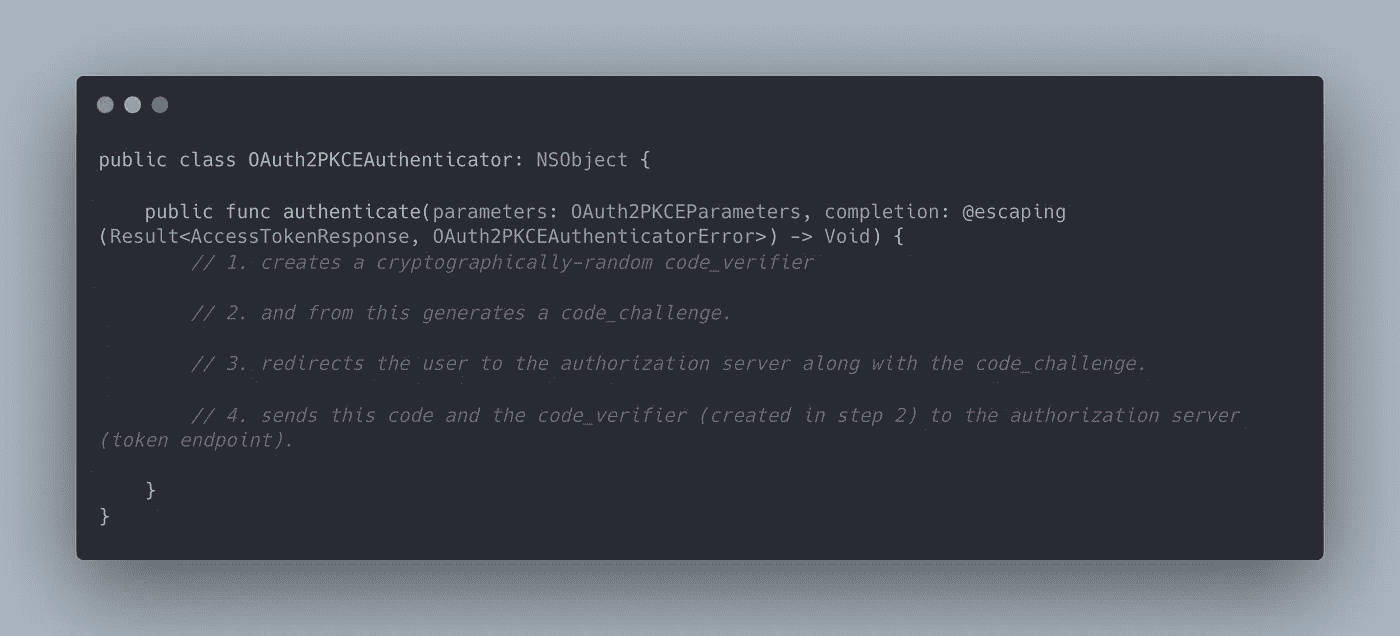 public class OAuth2PKCEAuthenticator: NSObject {
    public func authenticate(parameters: OAuth2PKCEParameters, completion: @escaping
(Result<AccessTokenResponse, OAuth2PKCEAuthenticatorError>) -> Void) {
        // 1. creates a cryptographically-random code_verifier
        // 2. and from this generates a code_challenge.
        // 3. redirects the user to the authorization server along with the code_challenge.
        // 4. sends this code and the code_verifier (created in step 2) to the authorization server
(token endpoint).
    }
}